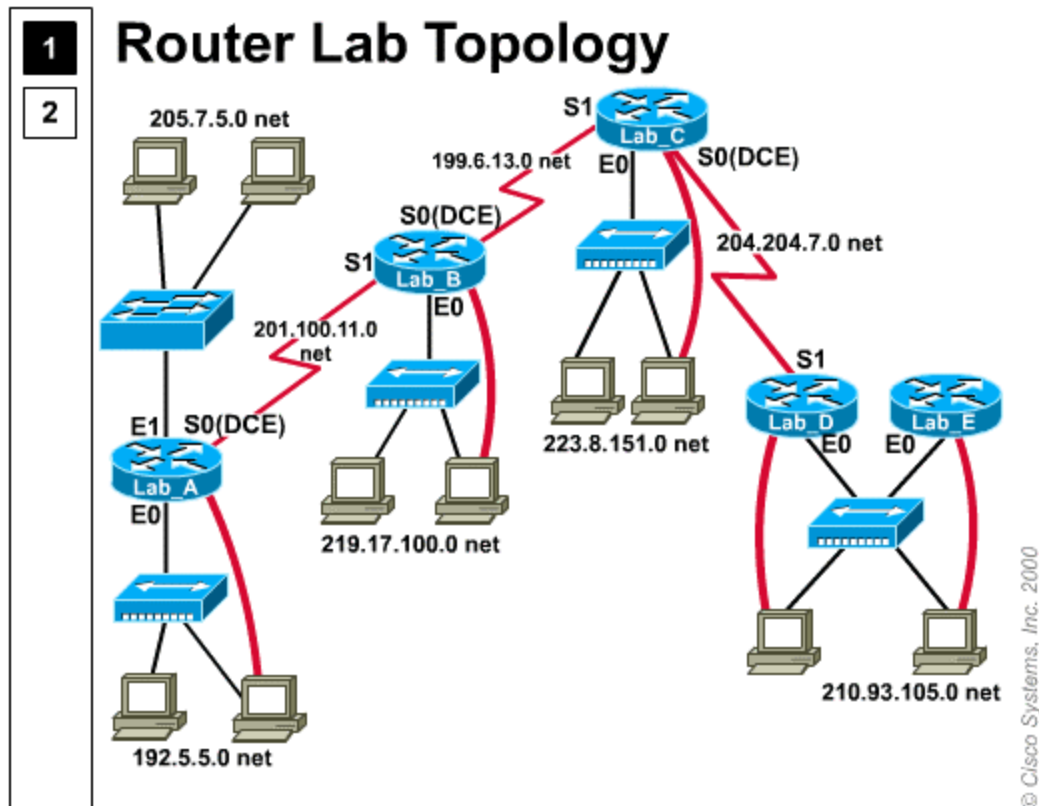 1
Router Lab Topology
2
205.7.5.0 net
S1
Lab_C
199.6.13.0 net
E0
S0(DCE)
S0(DCE)
204.204.7.0 net
S1
Lab_B
E0
201.100.11.0
net
S1
E1
S0(DCE)
Lab_D
Lab_E
E0
E0
223.8.151.0 net
Lab_A
E0
219.17.100.0 net
210.93.105.0 net
192.5.5.0 net
© Cisco Systems, Inc. 2000